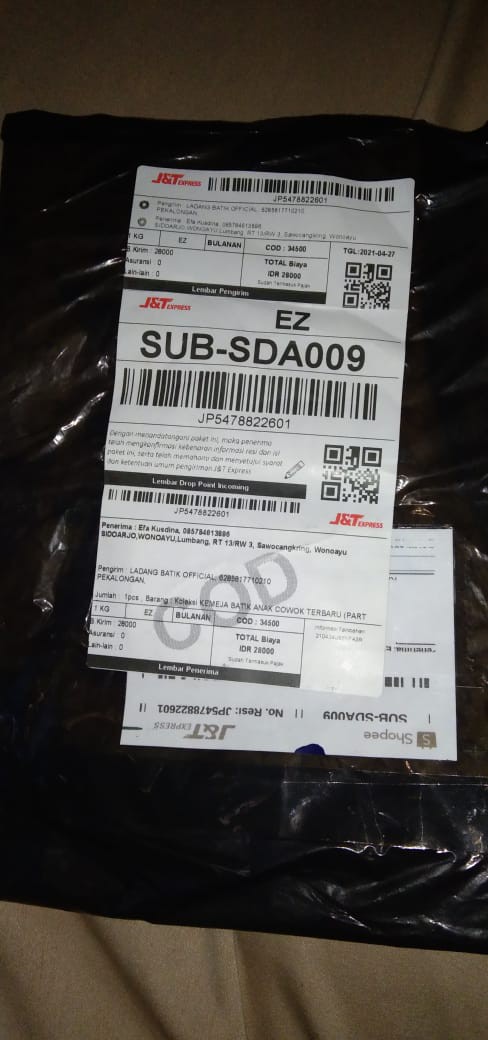 J&T EXPRESS
JP5478822601
Pengirim : LADANG BATIK OFFICIAL, 6285817710210
PEKALONGAN,
Penerima : Efa Kusdina, 085784613896
SIDOARJO,WONOAYU,Lumbang, RT 13/RW 3, Sawocangkring, Wonoayu
1 KG EZ BULANAN COD : 34500 TGL:2021-04-27
B.Kirim : 28000
TOTAL Biaya
Asuransi : 0
IDR 28000
Lain-lain : 0
Sudah Termasuk Pajak
Lembar Pengirim
J&T EXPRESS
EZ
SUB-SDA009
JP5478822601
Dengan menandatangani paket ini, maka penerima
telah mengkonfirmasi kebenaran informasi resi dan isi
paket ini, serta telah memahami dan menyetujui syarat
dan ketentuan umum pengiriman J&T Express
Lembar Drop Point Incoming
JP5478822601
J&T EXPRESS
Penerima : Efa Kusdina, 085784613896
SIDOARJO,WONOAYU,Lumbang, RT 13/RW 3, Sawocangkring, Wonoayu
Pengirim : LADANG BATIK OFFICIAL, 6285817710210
PEKALONGAN,
COD
Jumlah : 1pcs , Barang : Koleksi KEMEJA BATIK ANAK COWOK TERBARU (PART
1 KG EZ BULANAN COD : 34500
B.Kirim : 28000
TOTAL Biaya
Asuransi : 0
IDR 28000
Lain-lain : 0
Sudah Termasuk Pajak
Informasi Tambahan
Lembar Penerima
Shopee
SUB-SDA009
No. Resi: JP5478822601
J&T EXPRESS